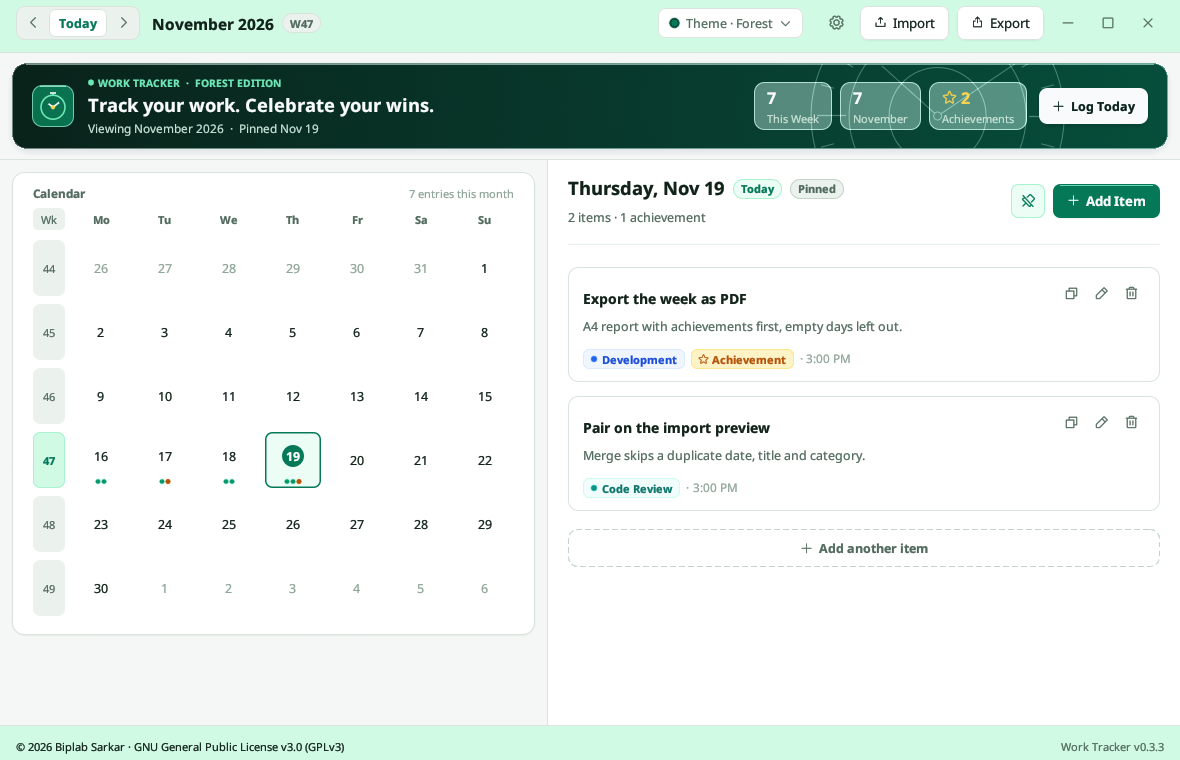 Today
November 2026
W47
Theme · Forest
Import
Export
WORK TRACKER · FOREST EDITION
Track your work. Celebrate your wins.
Viewing November 2026 · Pinned Nov 19
7
This Week
7
November
2
Achievements
Log Today
Calendar
7 entries this month
Wk Mo Tu We Th Fr Sa Su
44 26 27 28 29 30 31 1
45 2 3 4 5 6 7 8
46 9 10 11 12 13 14 15
47 16 17 18 19 20 21 22
48 23 24 25 26 27 28 29
49 30 1 2 3 4 5 6
Thursday, Nov 19
Today
Pinned
2 items · 1 achievement
Add Item
Export the week as PDF
A4 report with achievements first, empty days left out.
Development
Achievement
· 3:00 PM
Pair on the import preview
Merge skips a duplicate date, title and category.
Code Review
· 3:00 PM
Add another item
© 2026 Biplab Sarkar · GNU General Public License v3.0 (GPLv3)
Work Tracker v0.3.3